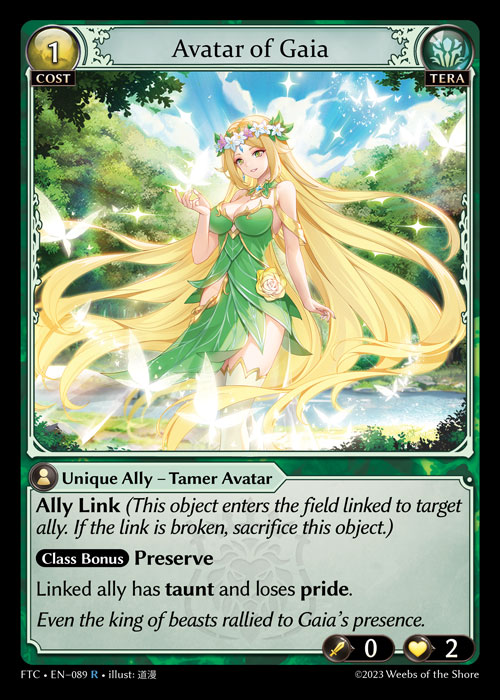 1
COST
Avatar of Gaia
TERA
Unique Ally – Tamer Avatar
Ally Link (This object enters the field linked to target
ally. If the link is broken, sacrifice this object.)
Class Bonus Preserve
Linked ally has taunt and loses pride.
Even the king of beasts rallied to Gaia's presence.
0
2
FTC • EN–089 R • illust: 道漫
©2023 Weebs of the Shore